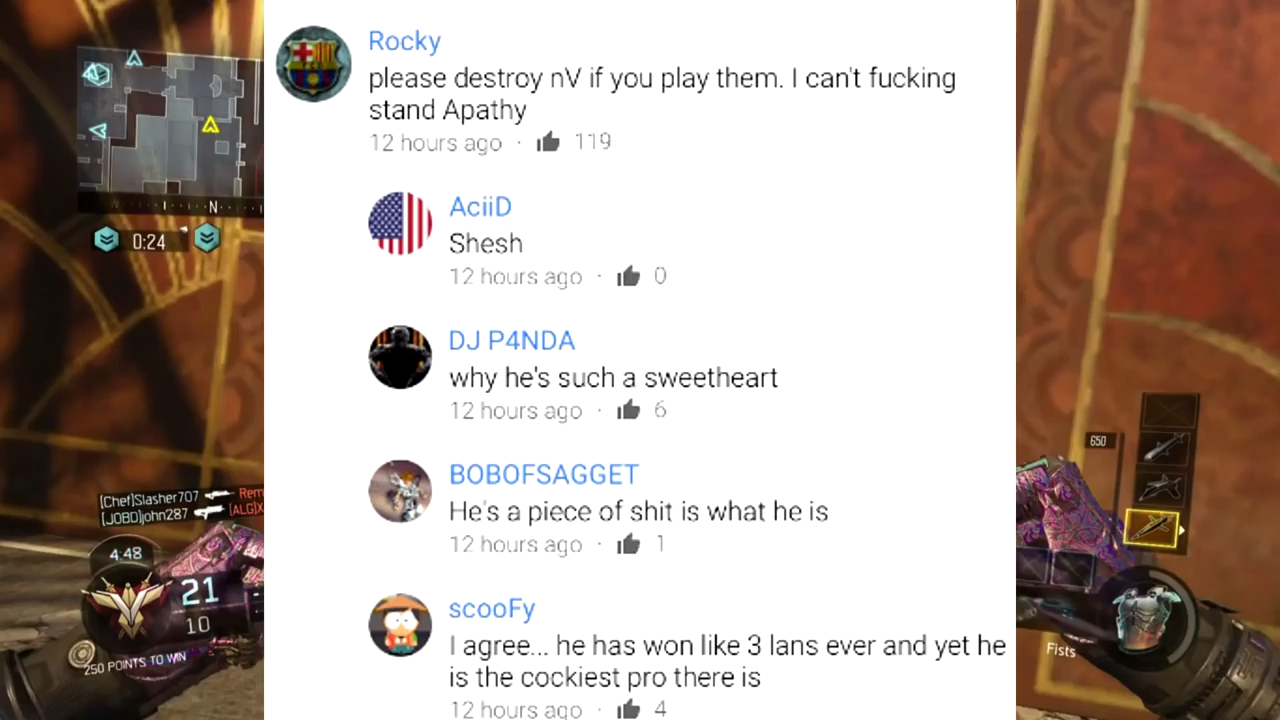 Rocky
please destroy nV if you play them. I can't fucking
stand Apathy
12 hours ago · 119
AciiD
Shesh
12 hours ago · 0
DJ P4NDA
why he's such a sweetheart
12 hours ago · 6
BOBOFSAGGET
He's a piece of shit is what he is
12 hours ago · 1
scooFy
I agree... he has won like 3 lans ever and yet he
is the cockiest pro there is
12 hours ago · 4
W N
0:24
[Chef]Slasher707 Rem
[JOBO]john287 [ALG]X
4:48
21
10
250 POINTS TO WIN
650
Fists